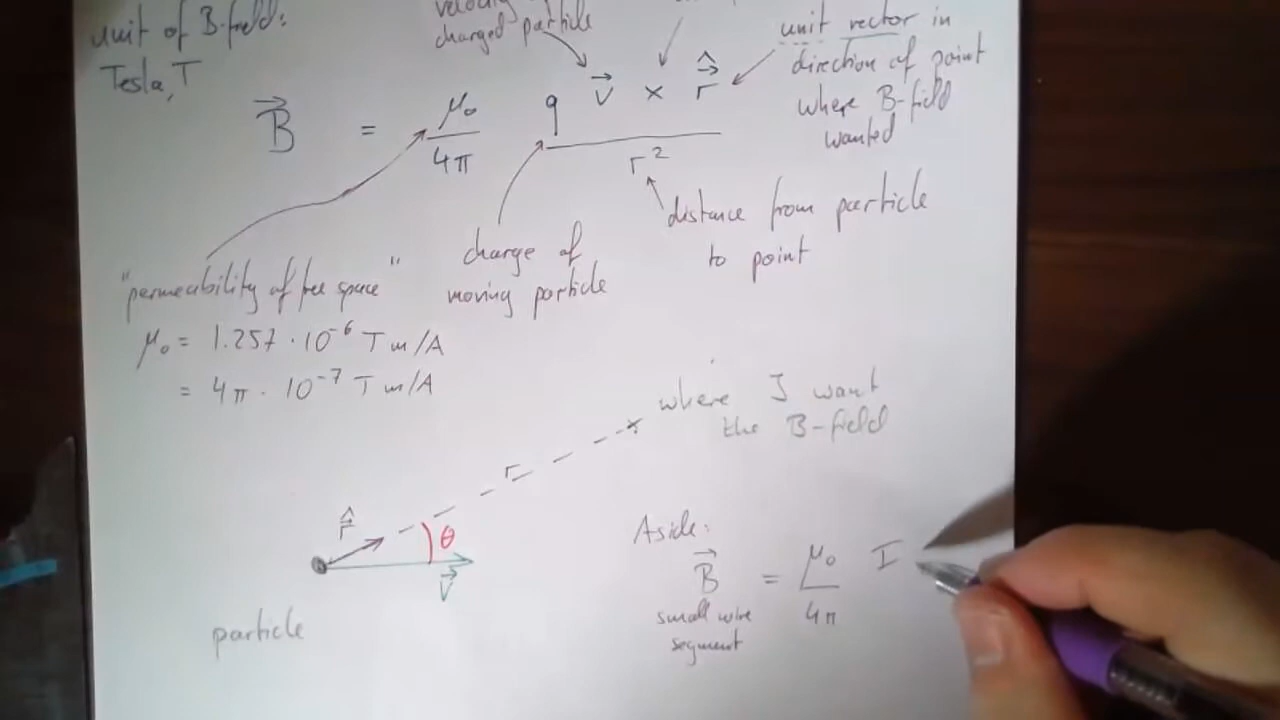 unit of B-field:
Tesla, T
velocity
charged particle
unit vector in
direction of point
where B-field
wanted
B⃗ = μ₀/4π q v⃗ × r̂ / r²
distance from particle
to point
charge of
moving particle
"permeability of free space"
μ₀ = 1.257 · 10⁻⁶ T m/A
= 4π · 10⁻⁷ T m/A
where I want
the B-field
r
r̂
θ
v⃗
particle
Aside:
B⃗ = μ₀/4π I
small wire
segment